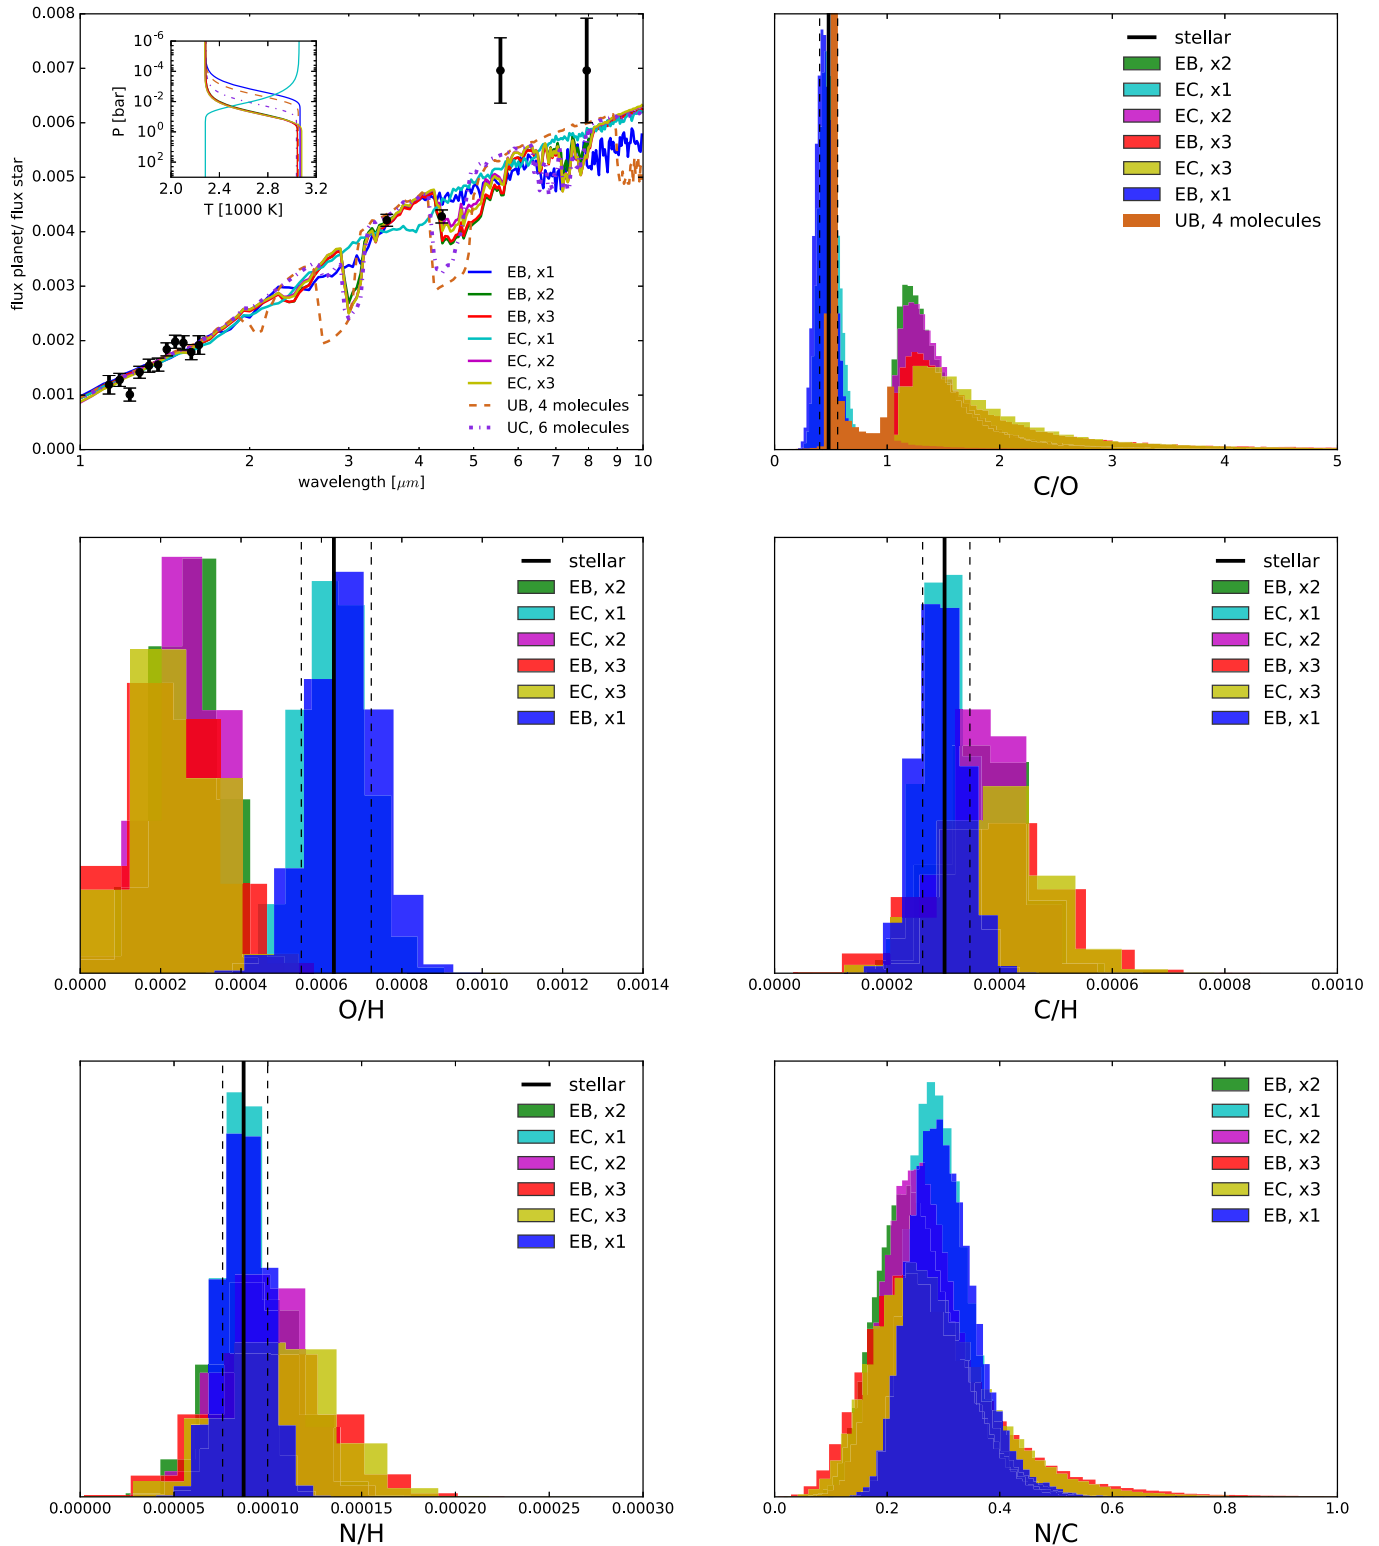 0.008
0.007
0.006
0.005
0.004
0.003
0.002
0.001
0.000
flux planet/ flux star
10^-6
10^-4
10^-2
10^0
10^2
P [bar]
2.0 2.4 2.8 3.2
T [1000 K]
EB, x1
EB, x2
EB, x3
EC, x1
EC, x2
EC, x3
UB, 4 molecules
UC, 6 molecules
1 2 3 4 5 6 7 8 9 10
wavelength [μm]
stellar
EB, x2
EC, x1
EC, x2
EB, x3
EC, x3
EB, x1
UB, 4 molecules
0 1 2 3 4 5
C/O
stellar
EB, x2
EC, x1
EC, x2
EB, x3
EC, x3
EB, x1
0.0000 0.0002 0.0004 0.0006 0.0008 0.0010 0.0012 0.0014
O/H
stellar
EB, x2
EC, x1
EC, x2
EB, x3
EC, x3
EB, x1
0.0000 0.0002 0.0004 0.0006 0.0008 0.0010
C/H
stellar
EB, x2
EC, x1
EC, x2
EB, x3
EC, x3
EB, x1
0.00000 0.00005 0.00010 0.00015 0.00020 0.00025 0.00030
N/H
EB, x2
EC, x1
EC, x2
EB, x3
EC, x3
EB, x1
0.0 0.2 0.4 0.6 0.8 1.0
N/C